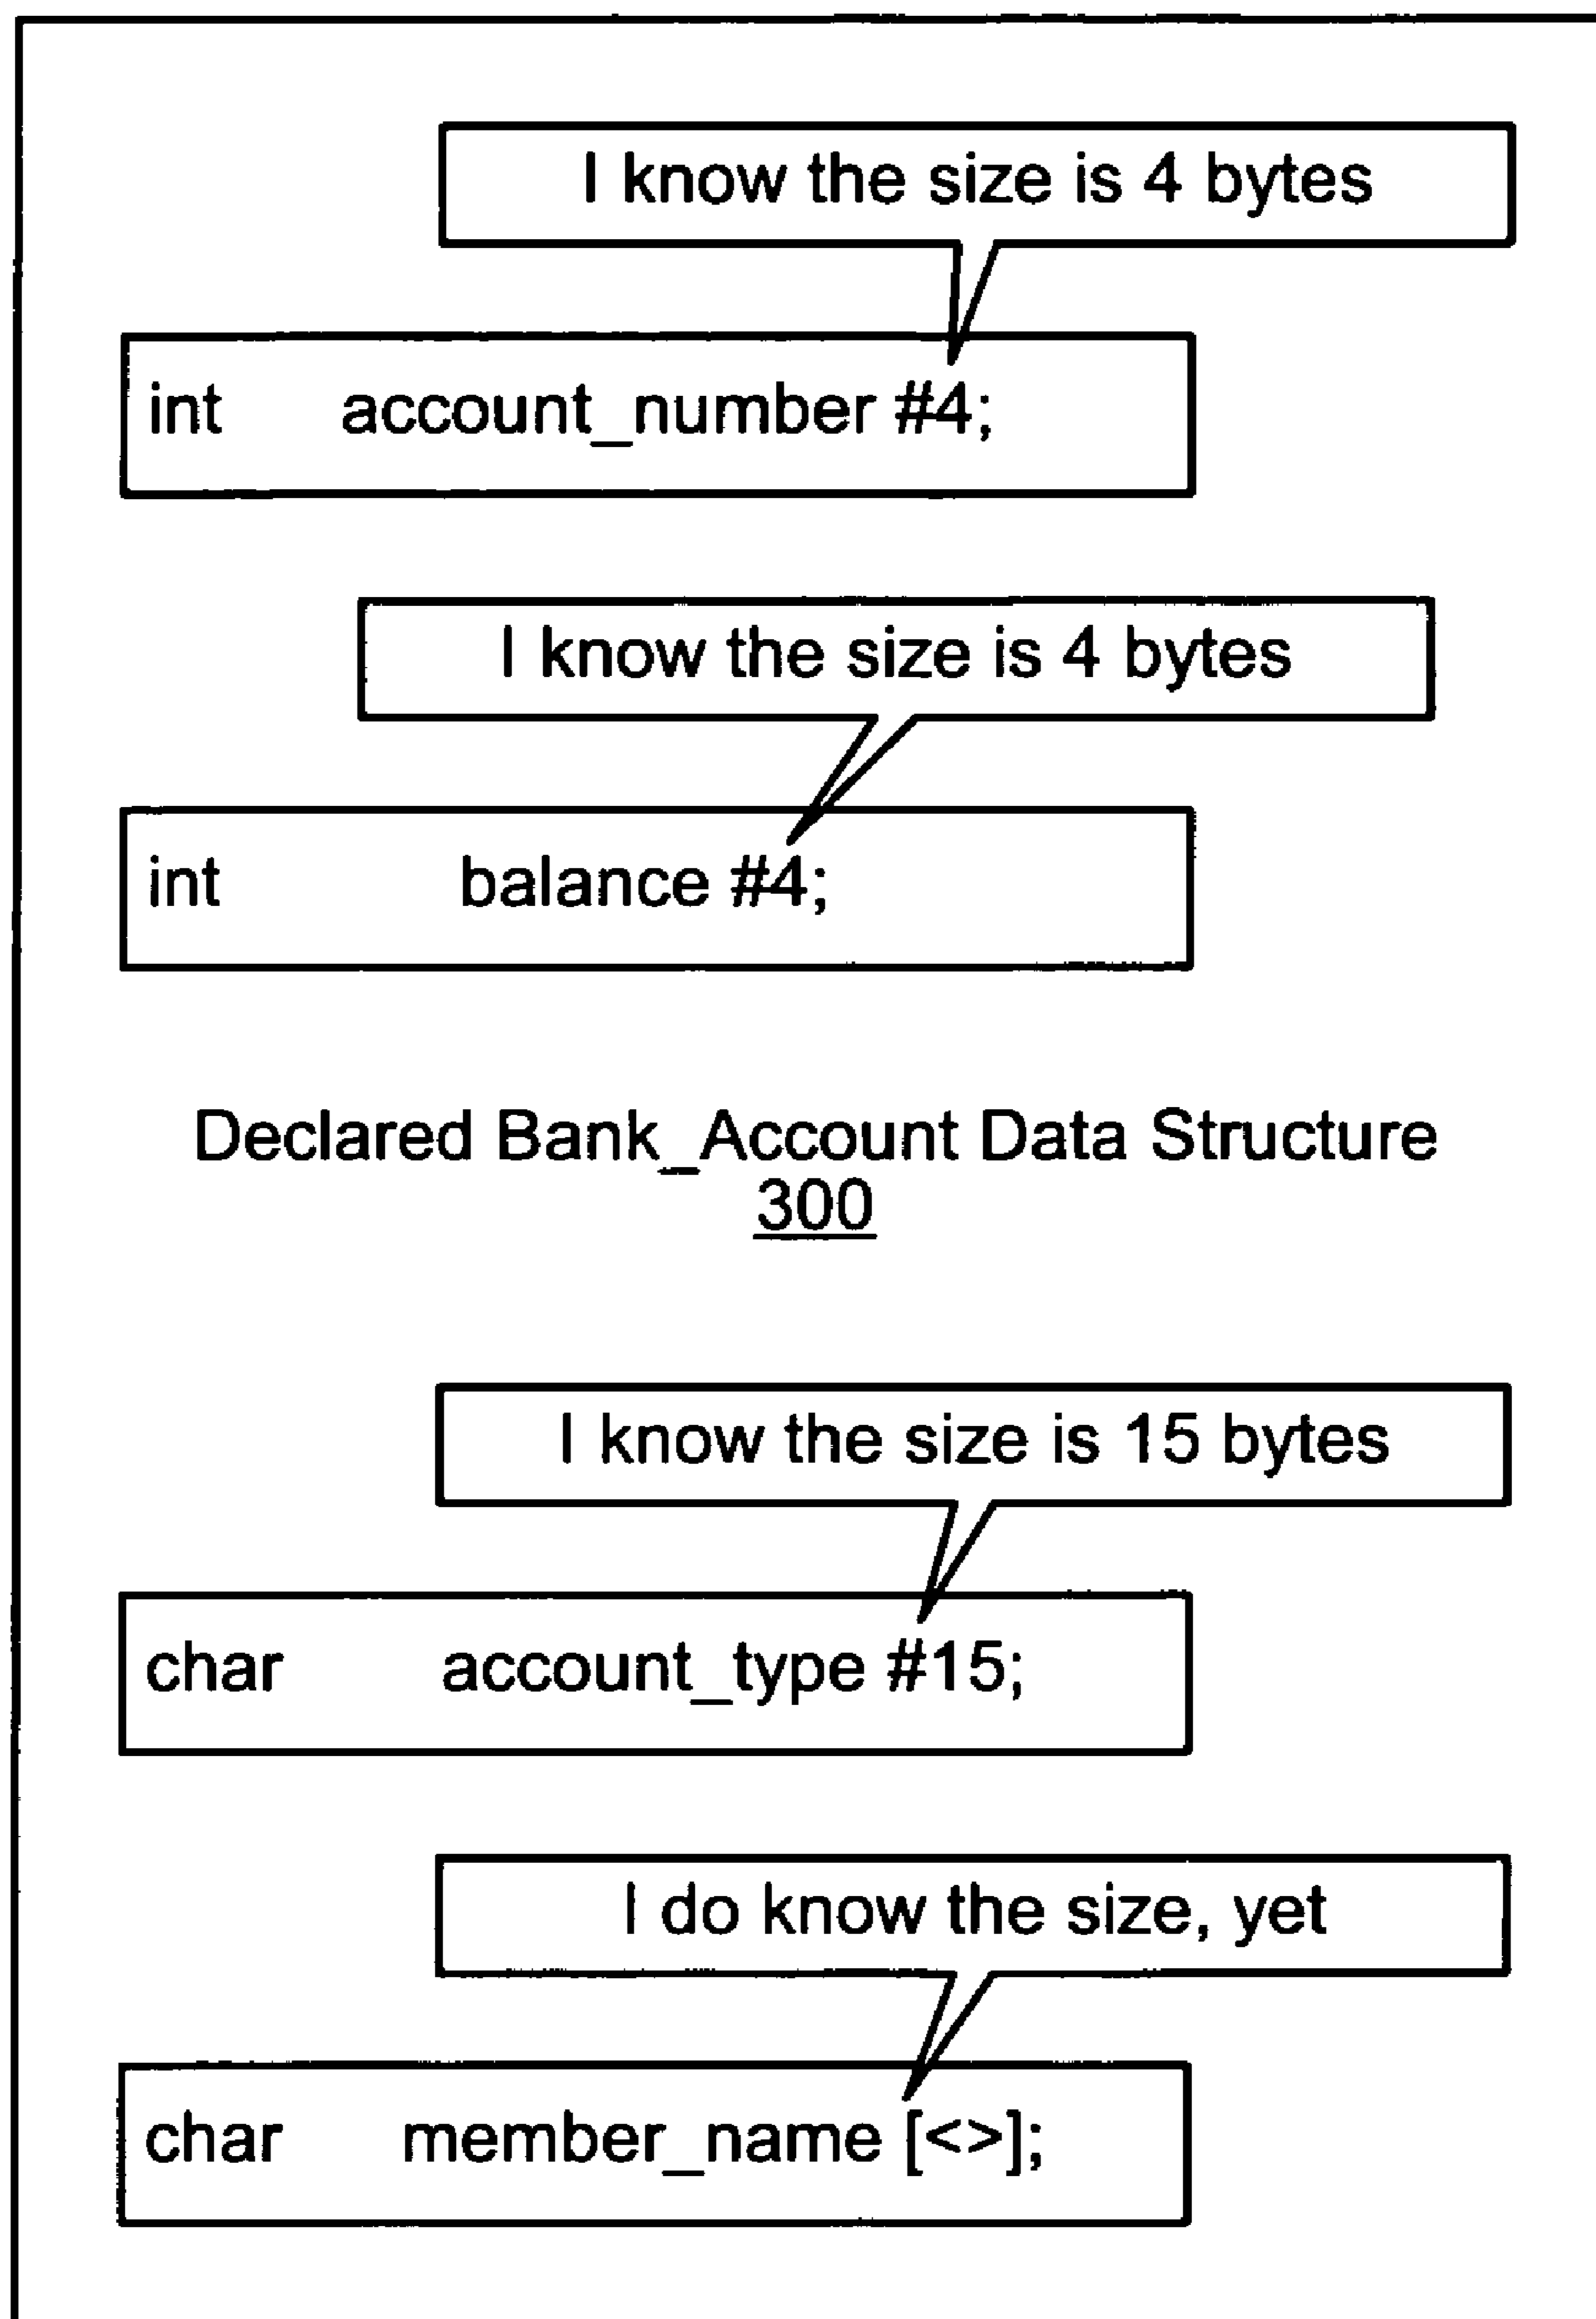 I know the size is 4 bytes
int account_number #4;
I know the size is 4 bytes
int balance #4;
Declared Bank_Account Data Structure
300
I know the size is 15 bytes
char account_type #15;
I do know the size, yet
char member_name [<>];